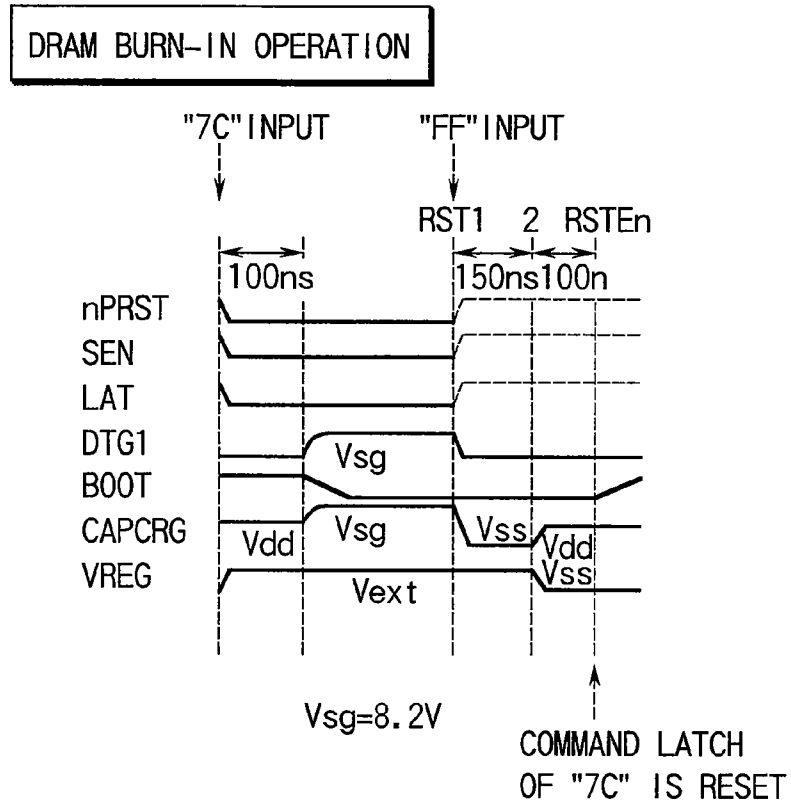 DRAM BURN-IN OPERATION
"7C" INPUT "FF" INPUT
RST1 2 RSTEn
100ns 150ns 100n
nPRST
SEN
LAT
DTG1 Vsg
BOOT
CAPCRG Vdd Vsg Vss Vdd
VREG Vext Vss
Vsg=8.2V
COMMAND LATCH
OF "7C" IS RESET